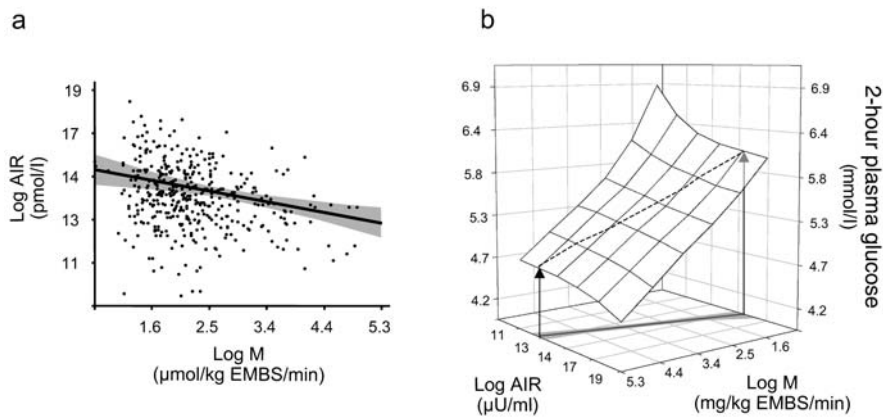 a
19
17
14
13
11
Log AIR
(pmol/l)
1.6 2.5 3.4 4.4 5.3
Log M
(µmol/kg EMBS/min)
b
6.9
6.4
5.8
5.3
4.7
4.2
6.9
6.4
5.8
5.3
4.7
4.2
2-hour plasma glucose
(mmol/l)
11
13
14
17
19
Log AIR
(µU/ml)
5.3
4.4
3.4
2.5
1.6
Log M
(mg/kg EMBS/min)